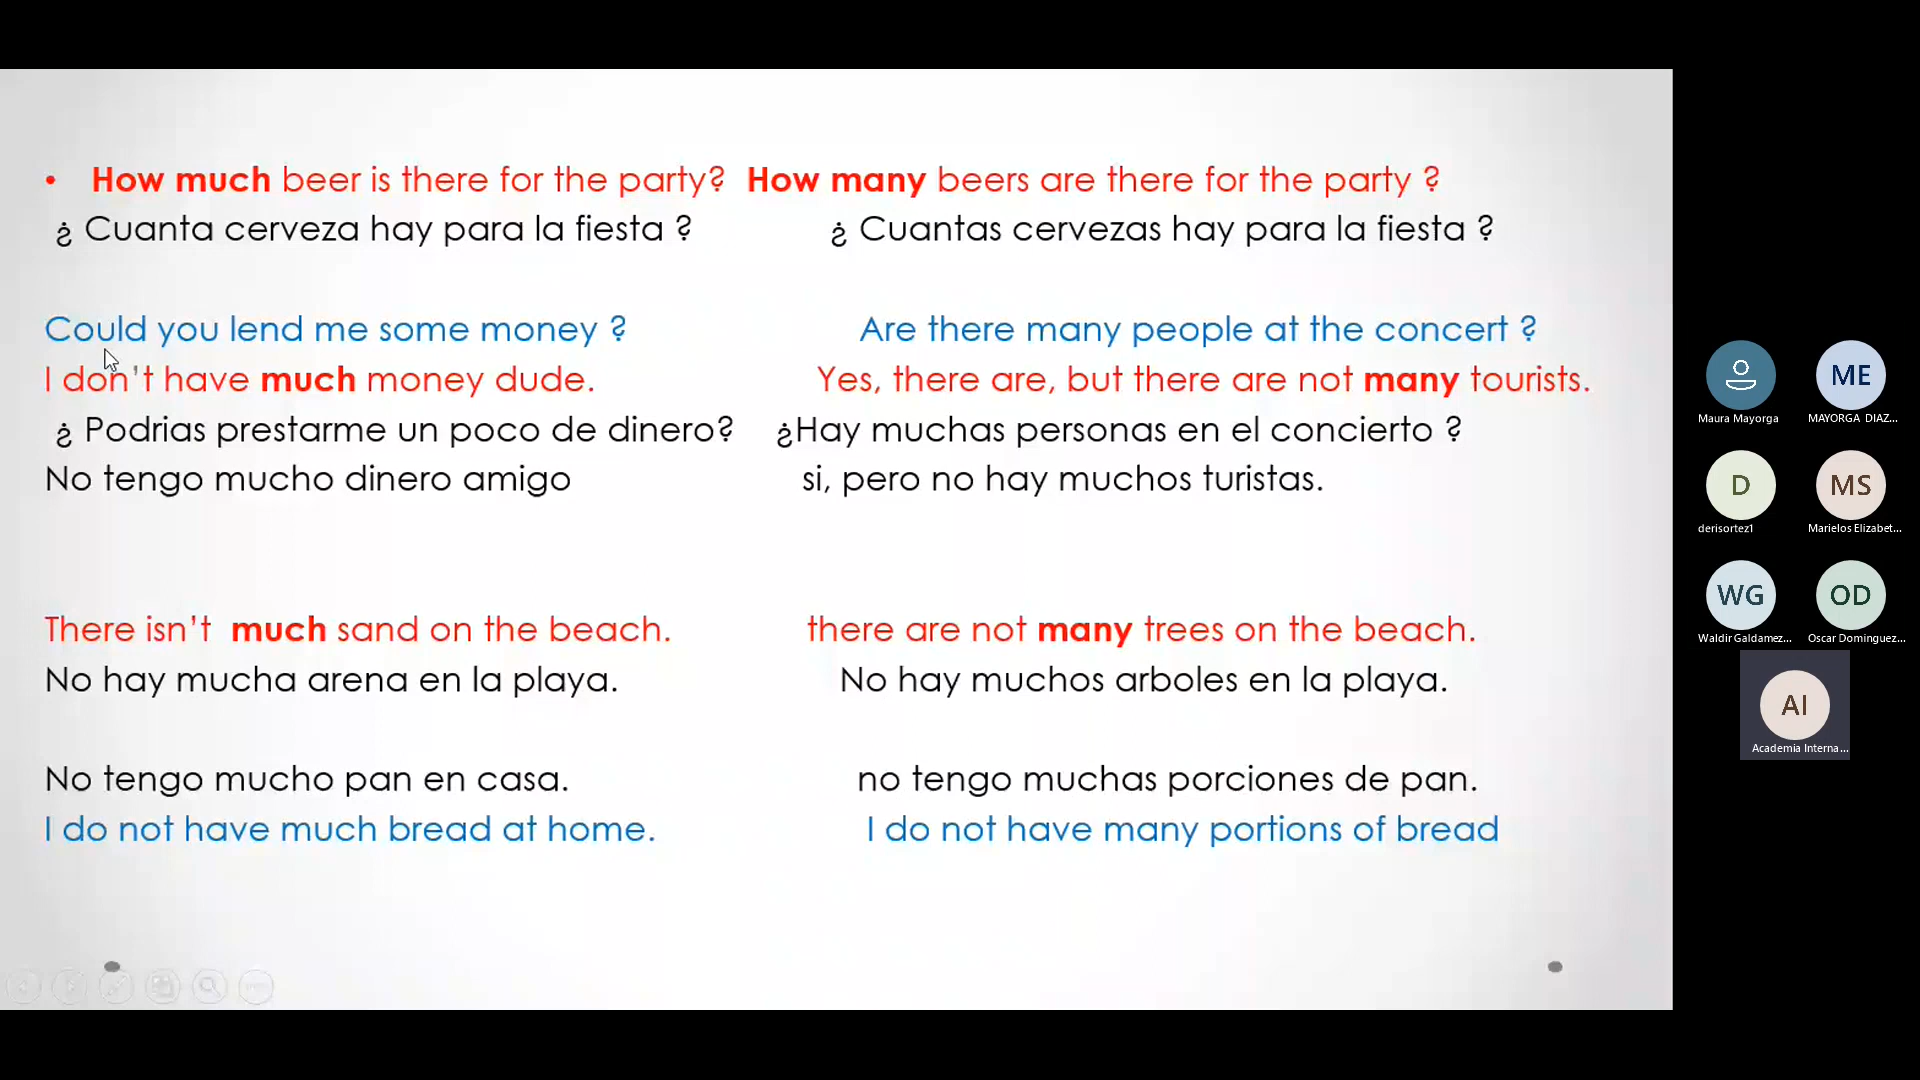 • How much beer is there for the party? How many beers are there for the party ?
¿ Cuanta cerveza hay para la fiesta ? ¿ Cuantas cervezas hay para la fiesta ?
Could you lend me some money ? Are there many people at the concert ?
I don't have much money dude. Yes, there are, but there are not many tourists.
¿ Podrias prestarme un poco de dinero? ¿Hay muchas personas en el concierto ?
No tengo mucho dinero amigo si, pero no hay muchos turistas.
There isn't much sand on the beach. there are not many trees on the beach.
No hay mucha arena en la playa. No hay muchos arboles en la playa.
No tengo mucho pan en casa. no tengo muchas porciones de pan.
I do not have much bread at home. I do not have many portions of bread
ME
Maura Mayorga MAYORGA DIAZ...
D MS
derisortez1 Marielos Elizabet...
WG OD
Waldir Galdamez... Oscar Dominguez...
AI
Academia Interna...